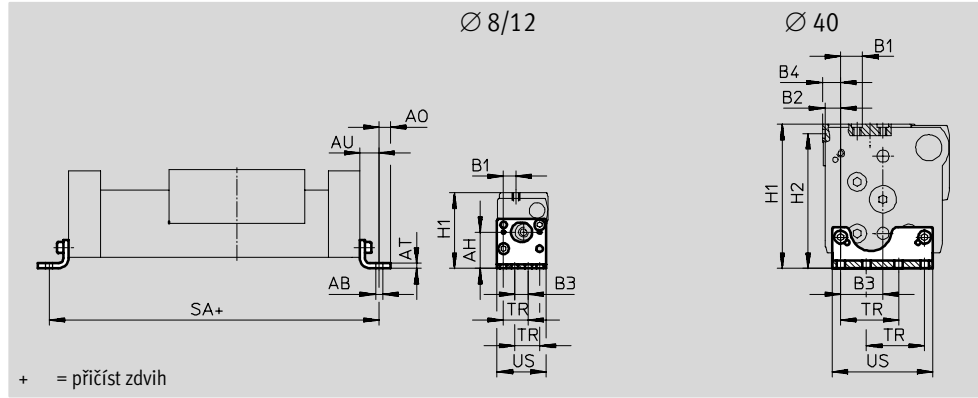 ⌀ 8/12
⌀ 40
AO
AU
AT
AB
SA+
B1
H1
AH
B3
TR
TR
US
B1
B4
B2
H1
H2
B3
TR
TR
US
+ = přičíst zdvih